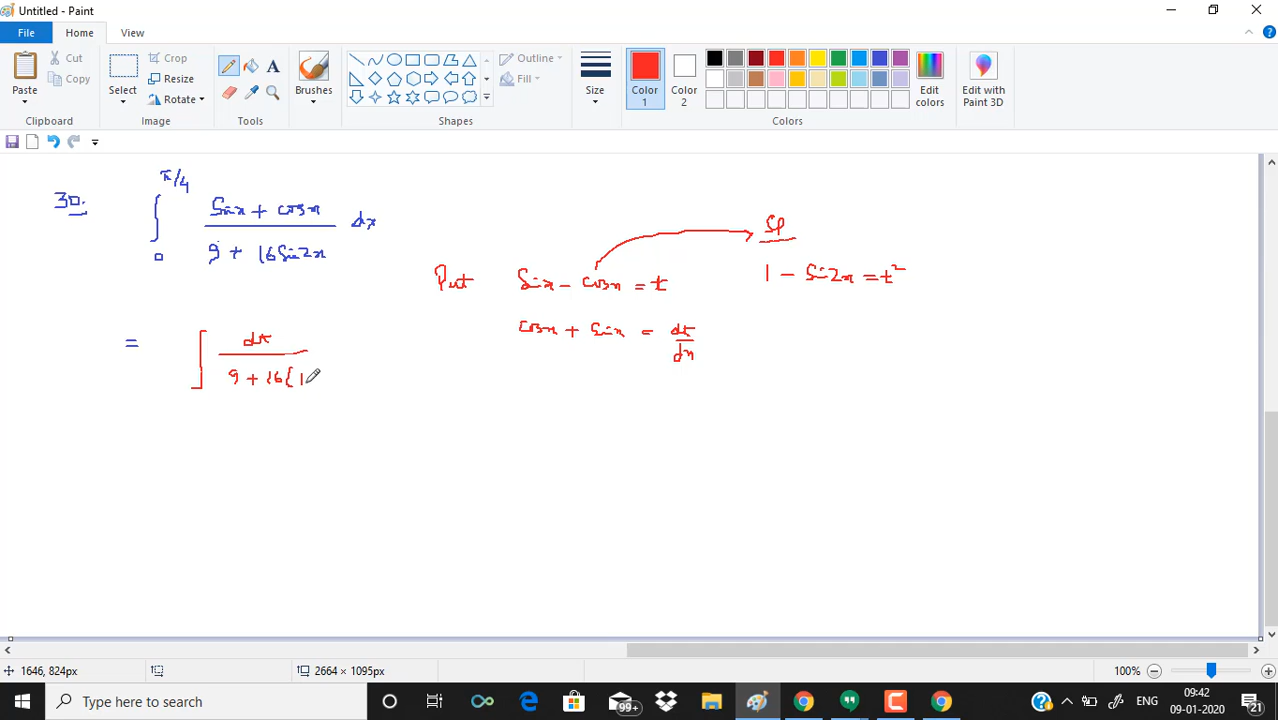 Untitled - Paint
File Home View
Paste Cut Copy Select Crop Resize Rotate Brushes Shapes Outline Fill Size Color 1 Color 2 Edit colors Edit with Paint 3D
Clipboard Image Tools Shapes Colors
30. ∫₀^π/4 (Sinx + cosx)/(9 + 16Sin2x) dx
Put Sinx - cosx = t
Sq
1 - Sin2x = t²
cosx + sinx = dt/dx
= ∫ dt/(9 + 16{1
1646, 824px 2664 × 1095px 100%
Type here to search 99+ ENG 09:42 09-01-2020 21